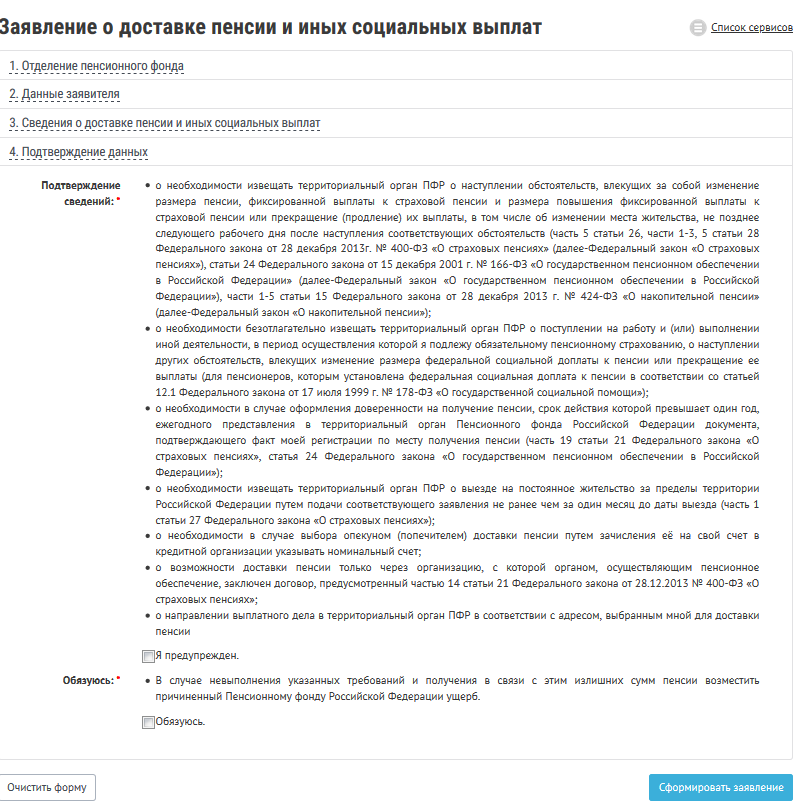 Заявление о доставке пенсии и иных социальных выплат
Список сервисов
1. Отделение пенсионного фонда
2. Данные заявителя
3. Сведения о доставке пенсии и иных социальных выплат
4. Подтверждение данных
Подтверждение
сведений: *
• о необходимости извещать территориальный орган ПФР о наступлении обстоятельств, влекущих за собой изменение
размера пенсии, фиксированной выплаты к страховой пенсии и размера повышения фиксированной выплаты к
страховой пенсии или прекращение (продление) их выплаты, в том числе об изменении места жительства, не позднее
следующего рабочего дня после наступления соответствующих обстоятельств (часть 5 статьи 26, части 1-3, 5 статьи 28
Федерального закона от 28 декабря 2013г. № 400-ФЗ «О страховых пенсиях» (далее-Федеральный закон «О страховых
пенсиях»), статьи 24 Федерального закона от 15 декабря 2001 г. № 166-ФЗ «О государственном пенсионном обеспечении
в Российской Федерации» (далее-Федеральный закон «О государственном пенсионном обеспечении в Российской
Федерации»), части 1-5 статьи 15 Федерального закона от 28 декабря 2013 г. № 424-ФЗ «О накопительной пенсии»
(далее-Федеральный закон «О накопительной пенсии»);
• о необходимости безотлагательно извещать территориальный орган ПФР о поступлении на работу и (или) выполнении
иной деятельности, в период осуществления которой я подлежу обязательному пенсионному страхованию, о наступлении
других обстоятельств, влекущих изменение размера федеральной социальной доплаты к пенсии или прекращение ее
выплаты (для пенсионеров, которым установлена федеральная социальная доплата к пенсии в соответствии со статьей
12.1 Федерального закона от 17 июля 1999 г. № 178-ФЗ «О государственной социальной помощи»);
• о необходимости в случае оформления доверенности на получение пенсии, срок действия которой превышает один год,
ежегодного представления в территориальный орган Пенсионного фонда Российской Федерации документа,
подтверждающего факт моей регистрации по месту получения пенсии (часть 19 статьи 21 Федерального закона «О
страховых пенсиях», статья 24 Федерального закона «О государственном пенсионном обеспечении в Российской
Федерации»);
• о необходимости извещать территориальный орган ПФР о выезде на постоянное жительство за пределы территории
Российской Федерации путем подачи соответствующего заявления не ранее чем за один месяц до даты выезда (часть 1
статьи 27 Федерального закона «О страховых пенсиях»);
• о необходимости в случае выбора опекуном (попечителем) доставки пенсии путем зачисления её на свой счет в
кредитной организации указывать номинальный счет;
• о возможности доставки пенсии только через организацию, с которой органом, осуществляющим пенсионное
обеспечение, заключен договор, предусмотренный частью 14 статьи 21 Федерального закона от 28.12.2013 № 400-ФЗ «О
страховых пенсиях»;
• о направлении выплатного дела в территориальный орган ПФР в соответствии с адресом, выбранным мной для доставки
пенсии
Я предупрежден.
Обязуюсь: *
• В случае невыполнения указанных требований и получения в связи с этим излишних сумм пенсии возместить
причиненный Пенсионному фонду Российской Федерации ущерб.
Обязуюсь.
Очистить форму
Сформировать заявление